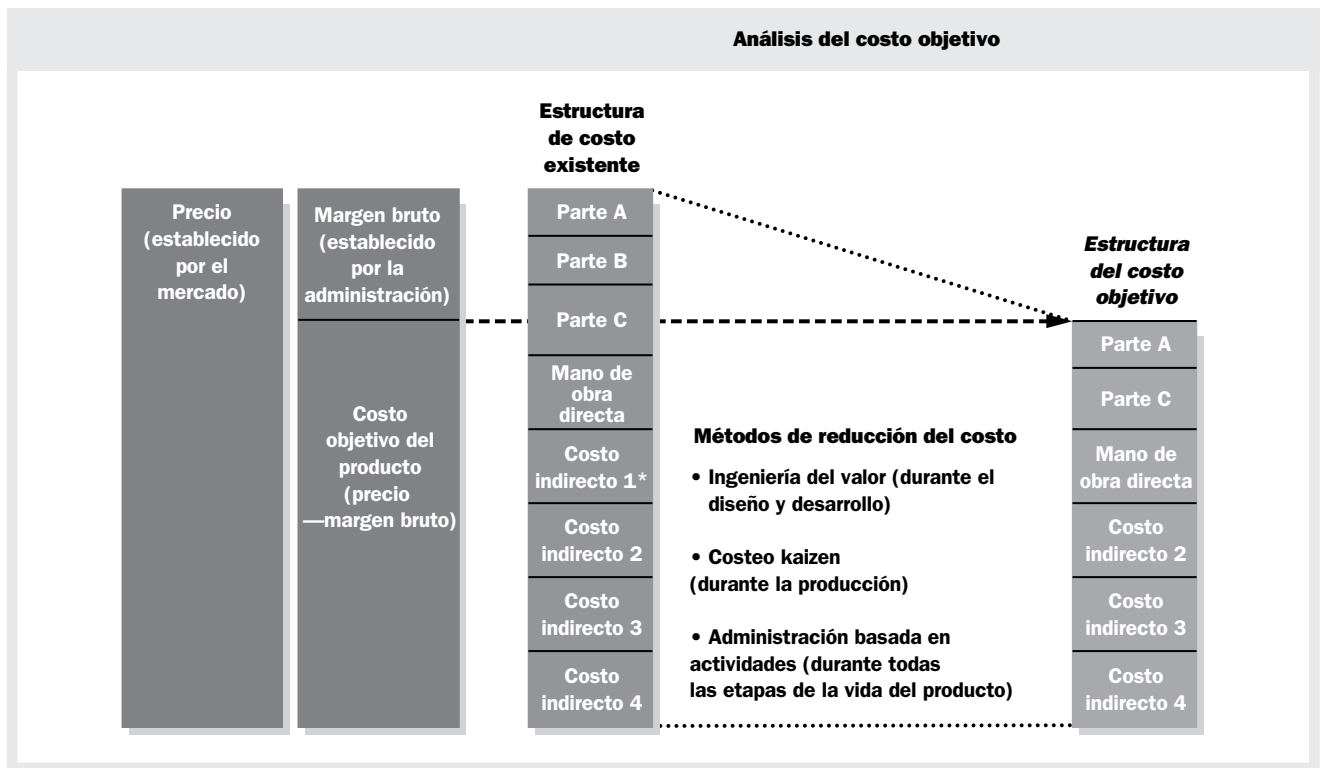 Análisis del costo objetivo
Precio
(establecido
por el
mercado)
Margen bruto
(establecido
por la
administración)
Costo
objetivo del
producto
(precio
—margen bruto)
Estructura
de costo
existente
Parte A
Parte B
Parte C
Mano de
obra
directa
Costo
indirecto 1*
Costo
indirecto 2
Costo
indirecto 3
Costo
indirecto 4
Métodos de reducción del costo
• Ingeniería del valor (durante el
diseño y desarrollo)
• Costeo kaizen
(durante la producción)
• Administración basada en
actividades (durante todas
las etapas de la vida del producto)
Estructura
del costo
objetivo
Parte A
Parte C
Mano de
obra directa
Costo
indirecto 2
Costo
indirecto 3
Costo
indirecto 4